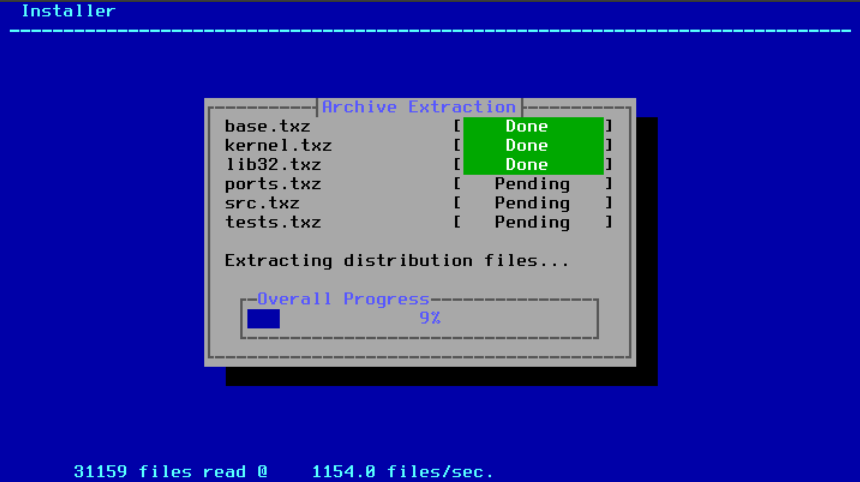 Installer
Archive Extraction
base.txz [ Done ]
kernel.txz [ Done ]
lib32.txz [ Done ]
ports.txz [ Pending ]
src.txz [ Pending ]
tests.txz [ Pending ]
Extracting distribution files...
Overall Progress
9%
31159 files read @ 1154.0 files/sec.